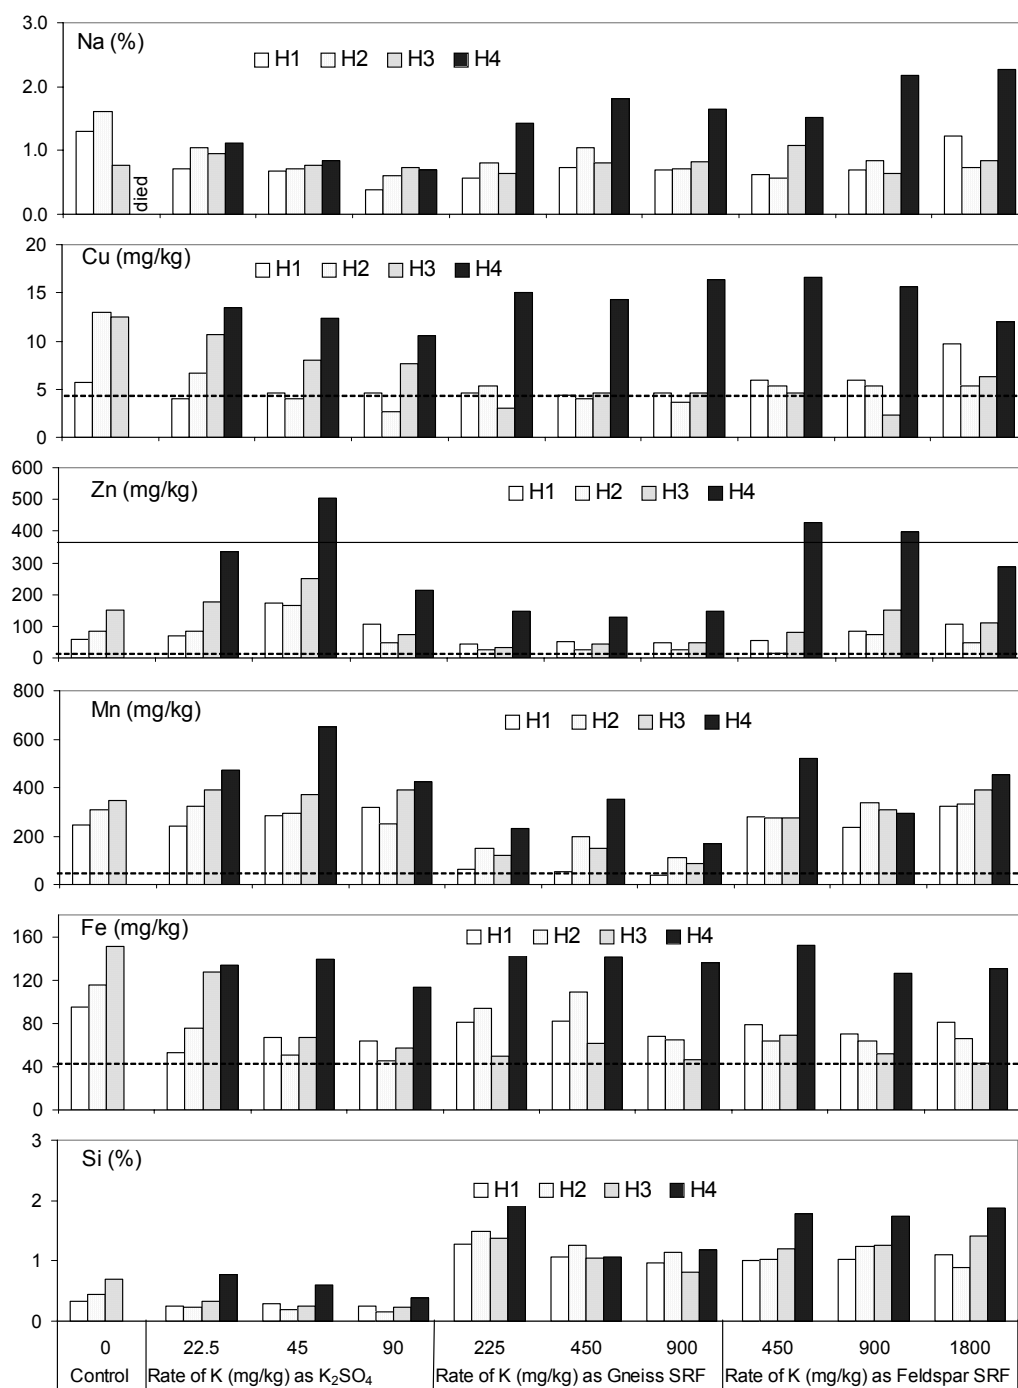 Na (%)
H1 H2 H3 H4
3.0
2.0
1.0
0.0
died
Cu (mg/kg)
H1 H2 H3 H4
20
15
10
5
0
Zn (mg/kg)
H1 H2 H3 H4
600
500
400
300
200
100
0
Mn (mg/kg)
H1 H2 H3 H4
800
600
400
200
0
Fe (mg/kg)
H1 H2 H3 H4
160
120
80
40
0
Si (%)
H1 H2 H3 H4
3
2
1
0
0 22.5 45 90 225 450 900 450 900 1800
Control Rate of K (mg/kg) as K₂SO₄ Rate of K (mg/kg) as Gneiss SRF Rate of K (mg/kg) as Feldspar SRF